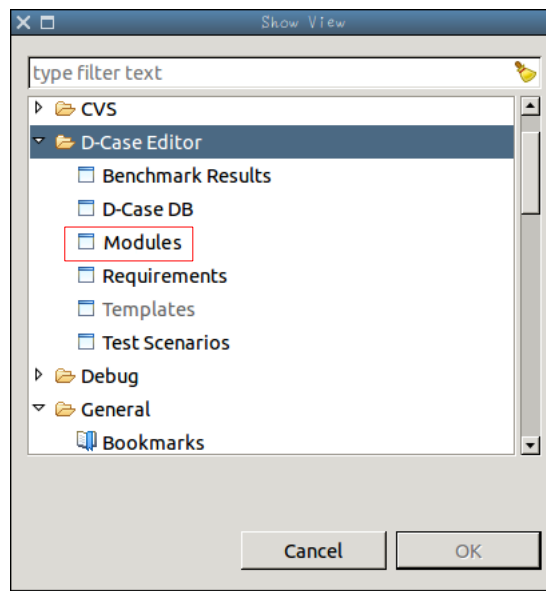 Show View
type filter text
CVS
D-Case Editor
Benchmark Results
D-Case DB
Modules
Requirements
Templates
Test Scenarios
Debug
General
Bookmarks
Cancel OK